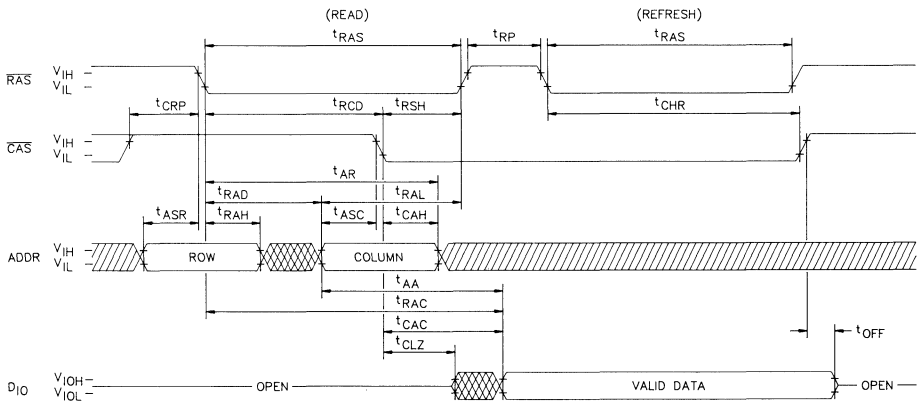 (READ) (REFRESH)
tRAS tRP tRAS
RAS VIH
VIL
tCRP tRCD tRSH tCHR
CAS VIH
VIL
tAR
tRAD tRAL
tASR tRAH tASC tCAH
ADDR VIH
VIL
ROW COLUMN
tAA
tRAC
tCAC
tCLZ tOFF
DIO VIOH
VIOL
OPEN VALID DATA OPEN